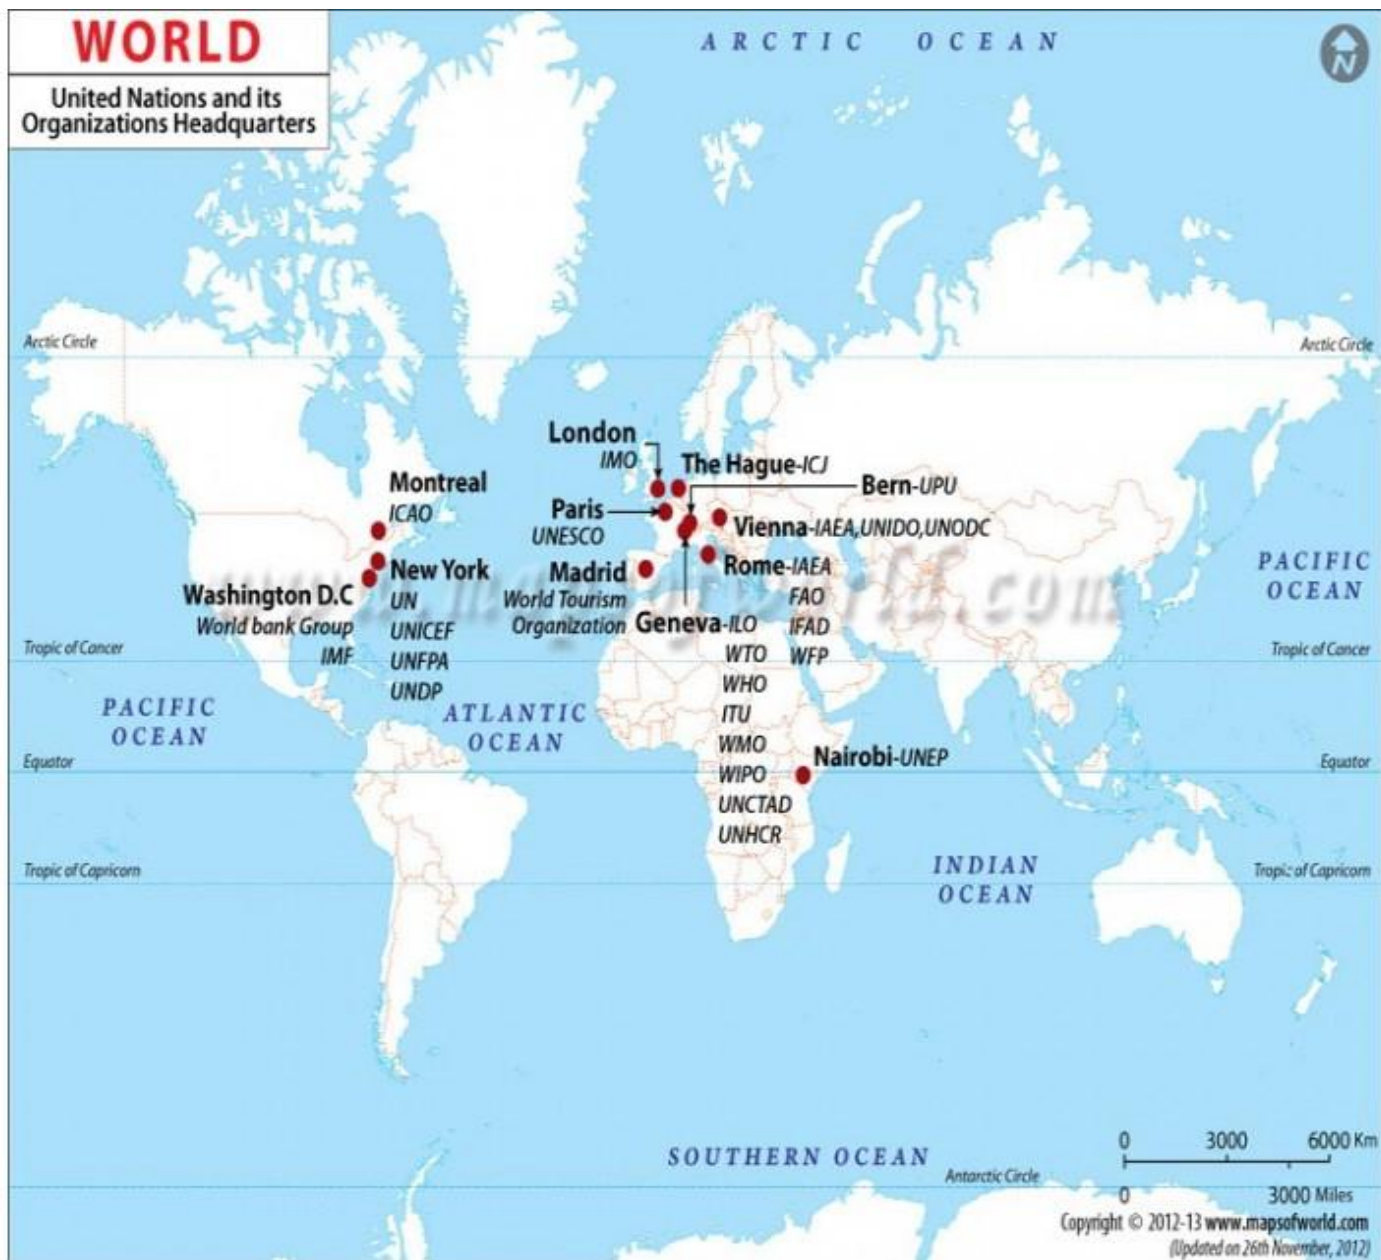 WORLD
United Nations and its
Organizations Headquarters
ARCTIC OCEAN
N
Arctic Circle
Arctic Circle
London
IMO
The Hague-ICJ
Montreal
ICAO
Bern-UPU
Paris
UNESCO
Vienna-IAEA,UNIDO,UNODC
New York
UN
UNICEF
UNFPA
UNDP
Washington D.C
World bank Group
IMF
Madrid
World Tourism
Organization
Rome-IAEA
FAO
IFAD
WFP
Geneva-ILO
WTO
WHO
ITU
WMO
WIPO
UNCTAD
UNHCR
PACIFIC
OCEAN
Tropic of Cancer
Tropic of Cancer
PACIFIC
OCEAN
ATLANTIC
OCEAN
Nairobi-UNEP
Equator
Equator
INDIAN
OCEAN
Tropic of Capricorn
Tropic of Capricorn
SOUTHERN OCEAN
Antarctic Circle
0 3000 6000 Km
0 3000 Miles
Copyright © 2012-13 www.mapsofworld.com
(Updated on 26th November, 2012)